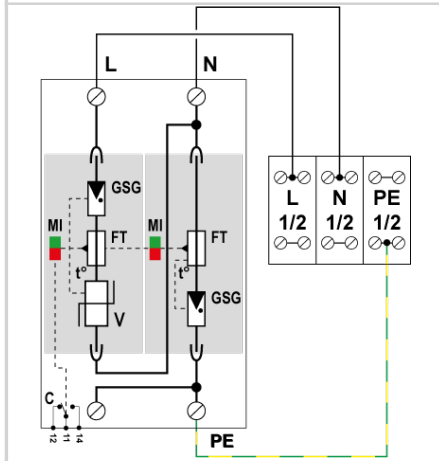 L N
GSG
MI FT MI FT
t° t°
GSG
V
L N PE
1/2 1/2 1/2
C
12 11 14
PE